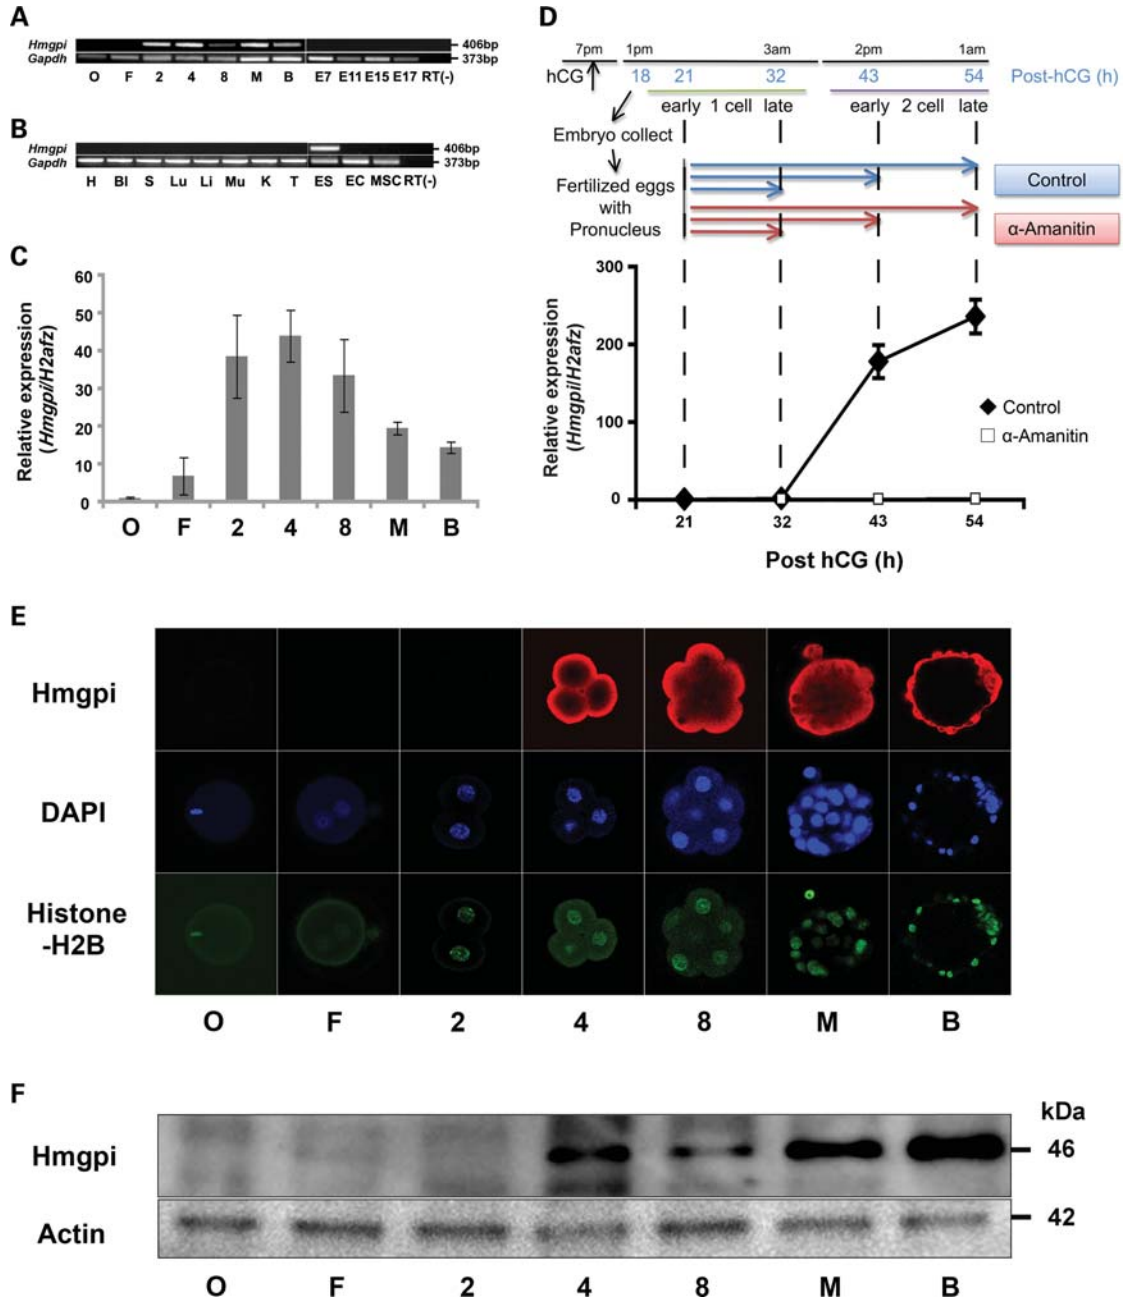 A
Hmgpi 406bp
Gapdh 373bp
O F 2 4 8 M B E7 E11 E15 E17 RT(-)
B
Hmgpi 406bp
Gapdh 373bp
H Bl S Lu Li Mu K T ES EC MSC RT(-)
C
Relative expression
(Hmgpi/H2afz)
60
50
40
30
20
10
0
O F 2 4 8 M B
D
7pm 1pm 3am 2pm 1am
hCG 18 21 32 43 54 Post-hCG (h)
early 1 cell late early 2 cell late
Embryo collect
Fertilized eggs
with
Pronucleus
Control
α-Amanitin
Relative expression
(Hmgpi/H2afz)
300
200
100
0
Control
α-Amanitin
21 32 43 54
Post hCG (h)
E
Hmgpi
DAPI
Histone
-H2B
O F 2 4 8 M B
F
kDa
Hmgpi 46
Actin 42
O F 2 4 8 M B